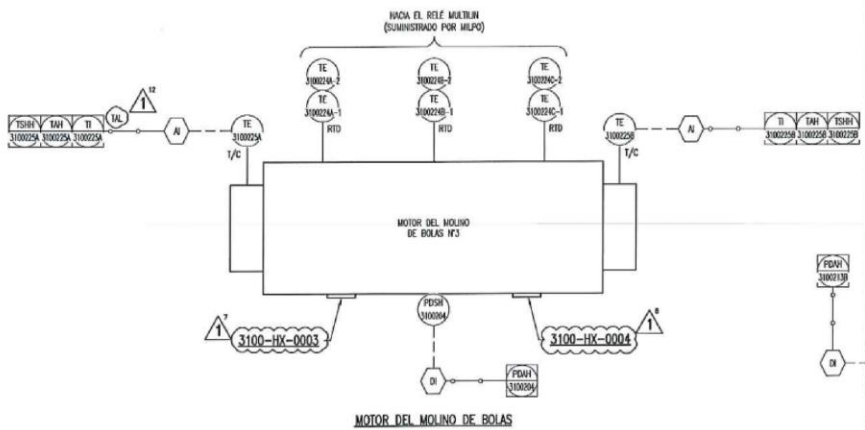 HACIA EL RELÉ MULTILIN
(SUMINISTRADO POR MILPO)
TE
3100224A-2
TE
3100224B-2
TE
3100224C-2
TE
3100224A-1
TE
3100224B-1
TE
3100224C-1
RTD
RTD
RTD
12
1
TAL
TSHH
3100225A
TAH
3100225A
TI
3100225A
AI
TE
3100225A
T/C
TE
3100225B
T/C
AI
TI
3100225B
TAH
3100225B
TSHH
3100225B
MOTOR DEL MOLINO
DE BOLAS N°3
PDAH
3100213B
PDSH
3100204
7
1
3100-HX-0003
3100-HX-0004
1
DI
DI
PDAH
3100204
MOTOR DEL MOLINO DE BOLAS